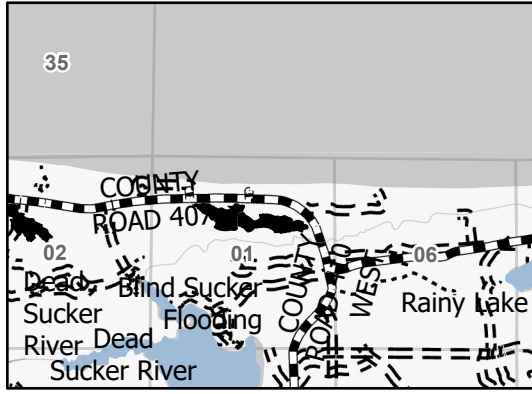 35
COUNTY
ROAD 407
02
01
06
COUNTY
ROAD
WEST
Dead
Sucker
River
Blind Sucker
Flooding
Rainy Lake
Dead
Sucker River